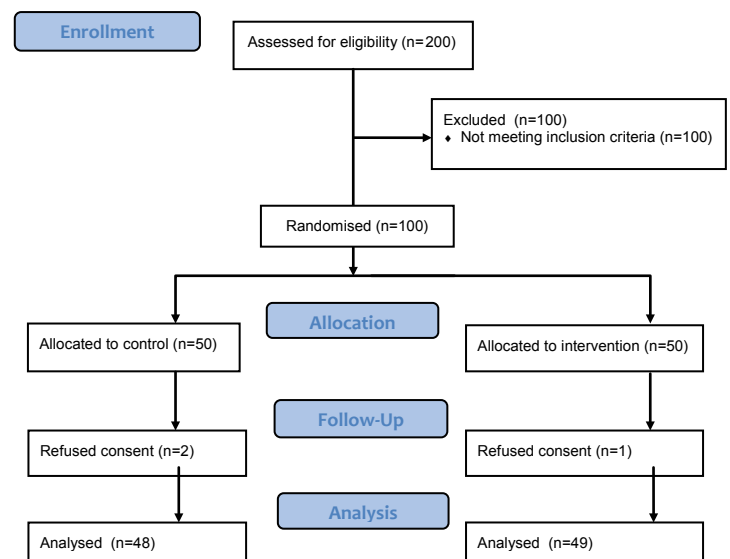 Enrollment
Assessed for eligibility (n=200)
Excluded (n=100)
♦ Not meeting inclusion criteria (n=100)
Randomised (n=100)
Allocation
Allocated to control (n=50)
Allocated to intervention (n=50)
Follow-Up
Refused consent (n=2)
Refused consent (n=1)
Analysis
Analysed (n=48)
Analysed (n=49)